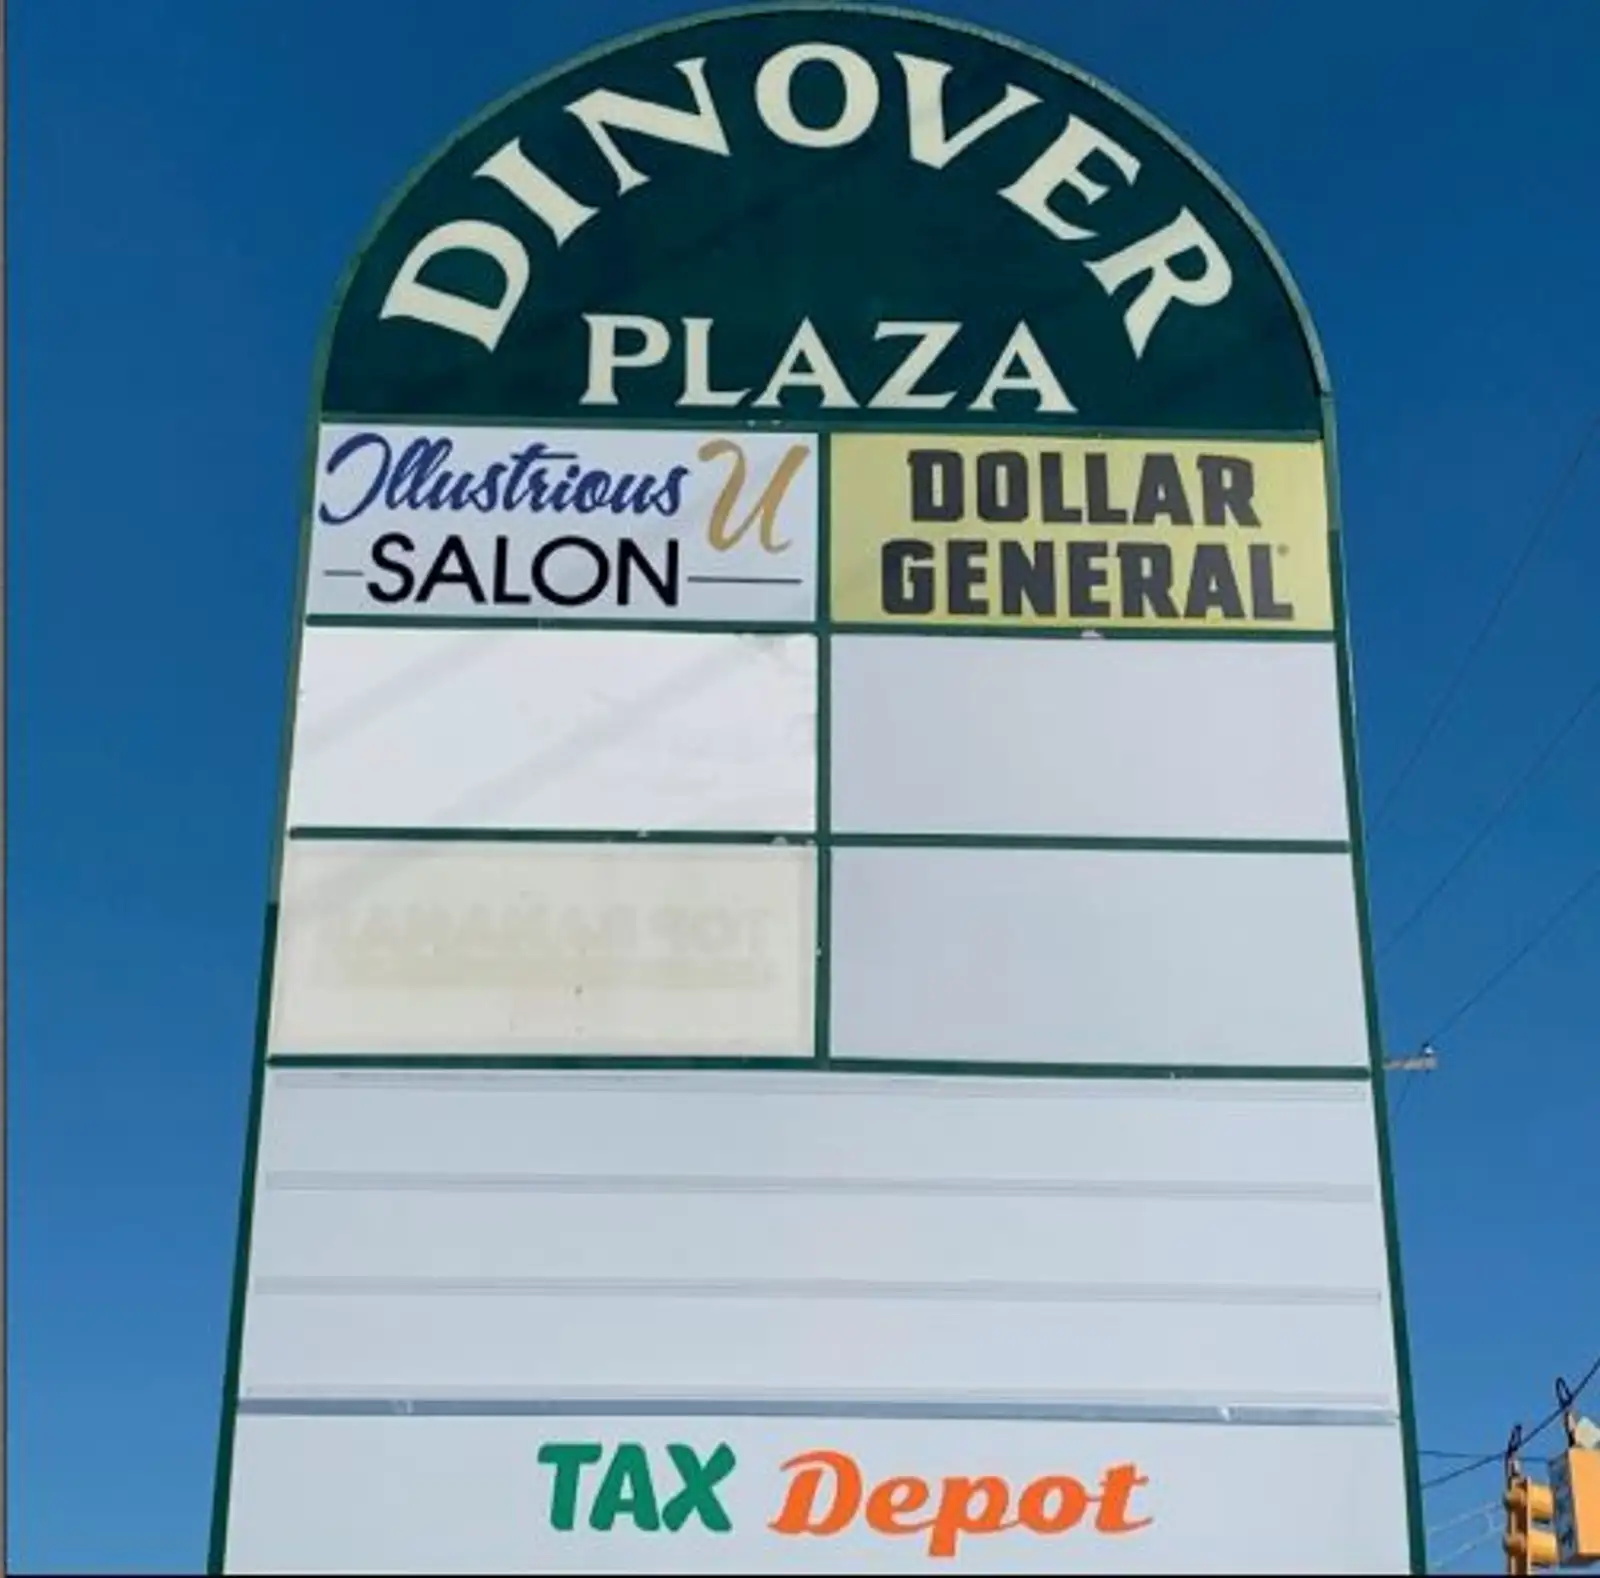 DINOVER
PLAZA
Illustrious U
SALON
DOLLAR
GENERAL
TAX Depot